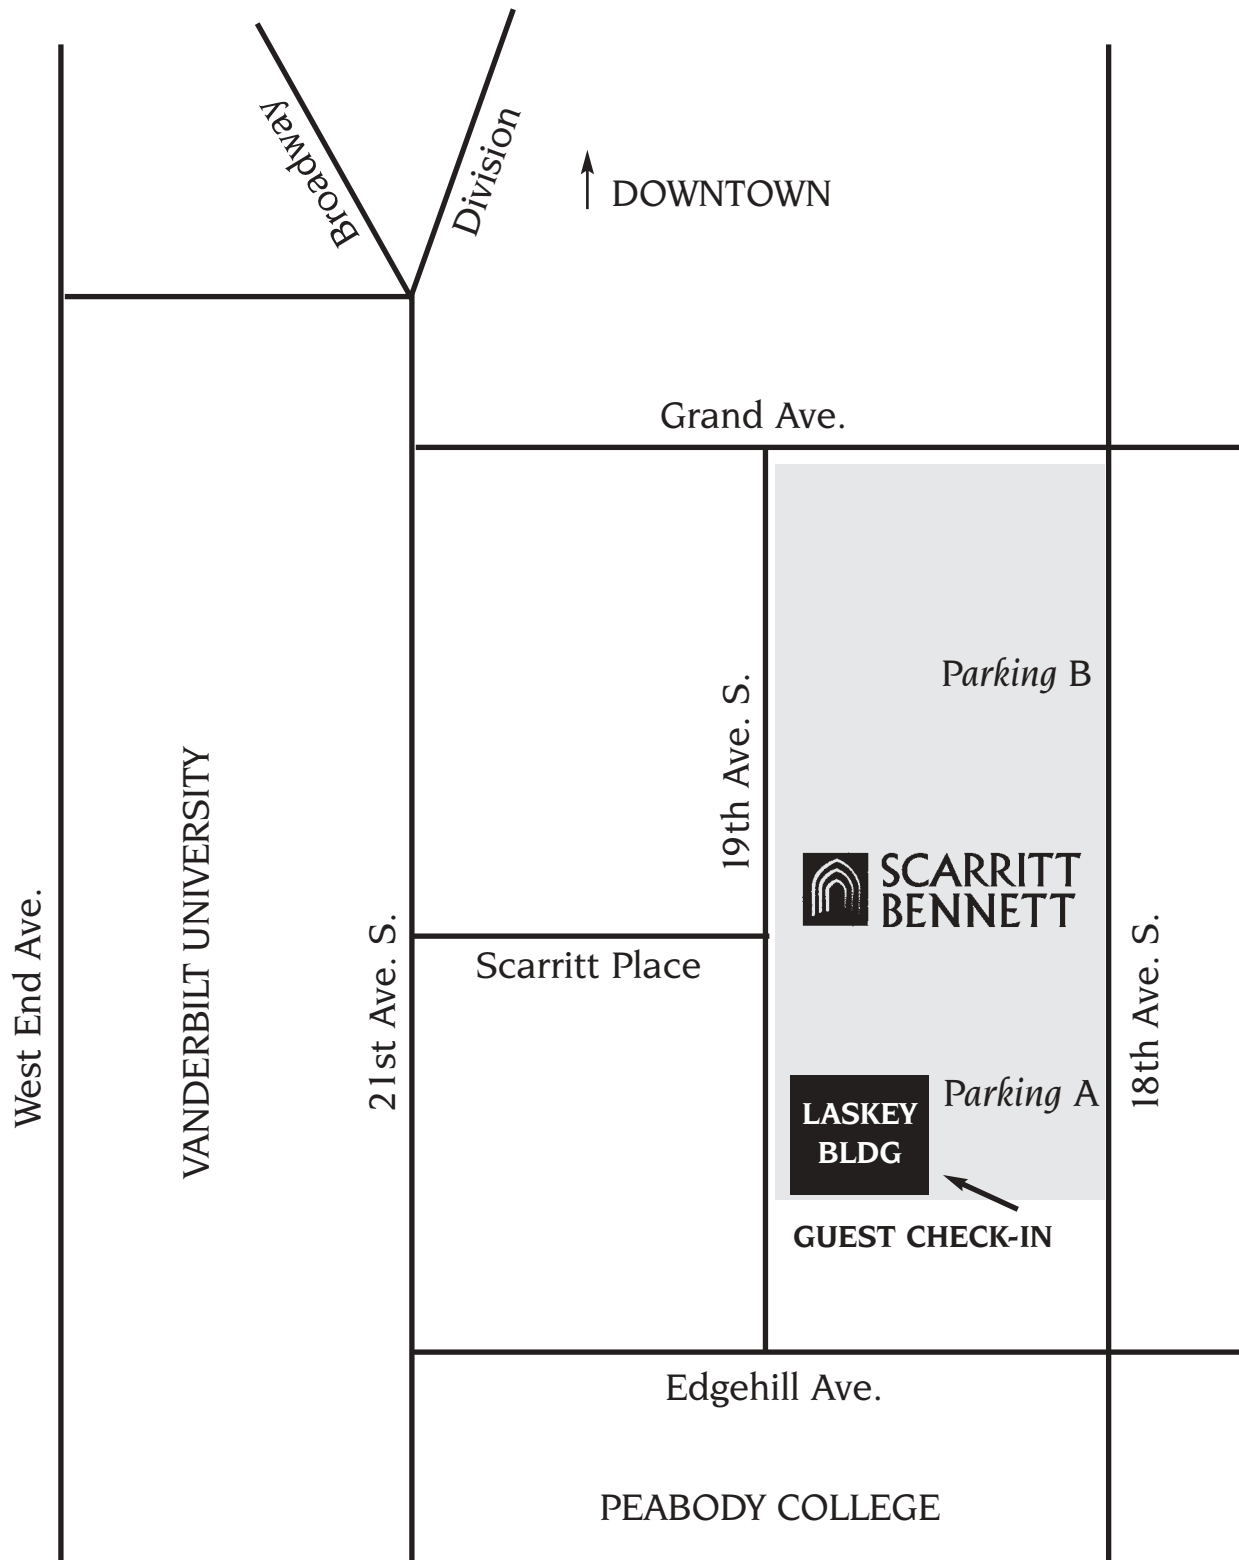 Broadway
Division
DOWNTOWN
Grand Ave.
Parking B
19th Ave. S.
SCARRITT
BENNETT
VANDERBILT UNIVERSITY
West End Ave.
21st Ave. S.
Scarritt Place
18th Ave. S.
Parking A
LASKEY
BLDG
GUEST CHECK-IN
Edgehill Ave.
PEABODY COLLEGE